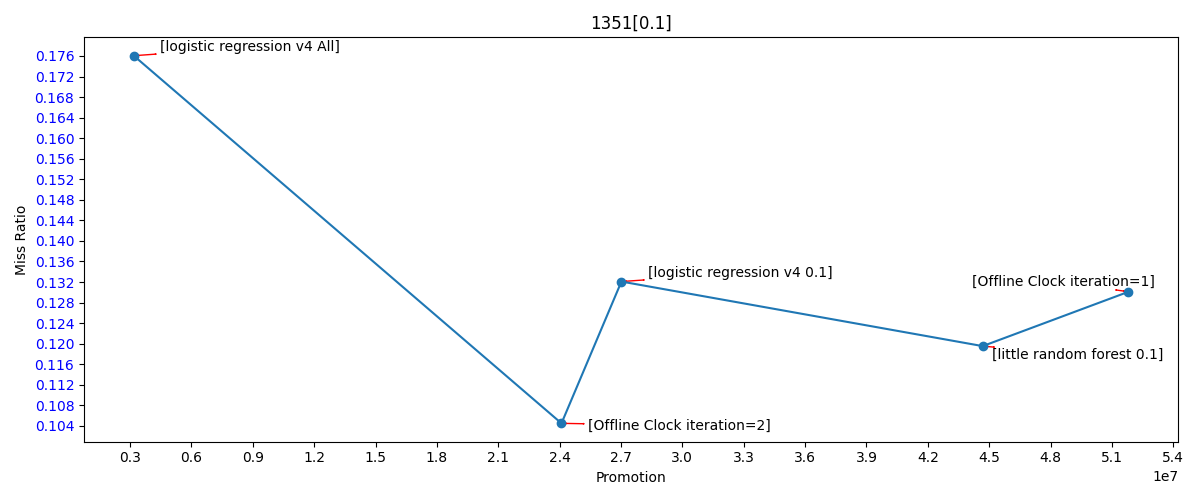 1351[0.1]
[logistic regression v4 All]
0.176
0.172
0.168
0.164
0.160
0.156
0.152
0.148
0.144
0.140
0.136
0.132
0.128
0.124
0.120
0.116
0.112
0.108
0.104
Miss Ratio
[logistic regression v4 0.1]
[Offline Clock iteration=1]
[little random forest 0.1]
[Offline Clock iteration=2]
0.3 0.6 0.9 1.2 1.5 1.8 2.1 2.4 2.7 3.0 3.3 3.6 3.9 4.2 4.5 4.8 5.1 5.4
1e7
Promotion